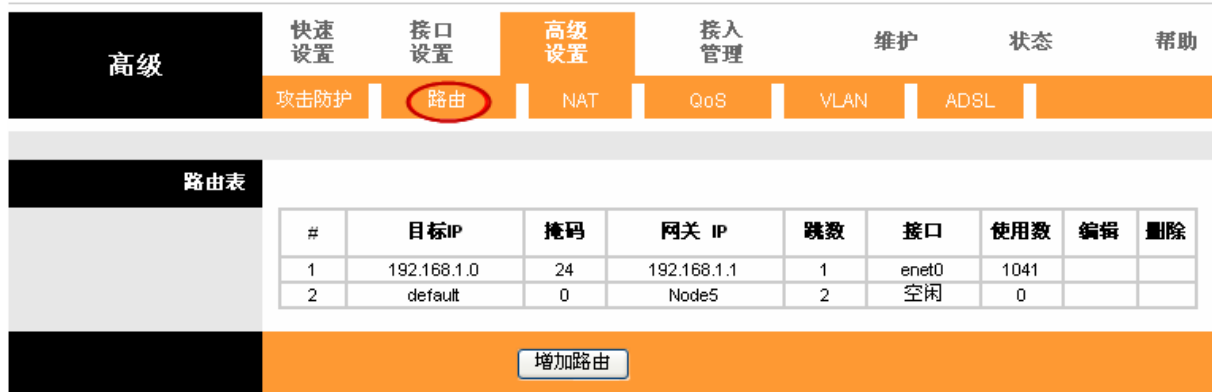 高级
快速设置 接口设置 高级设置 接入管理 维护 状态 帮助
攻击防护 路由 NAT QoS VLAN ADSL
路由表
# 目标IP 掩码 网关 IP 跳数 接口 使用数 编辑 删除
1 192.168.1.0 24 192.168.1.1 1 enet0 1041
2 default 0 Node5 2 空闲 0
增加路由